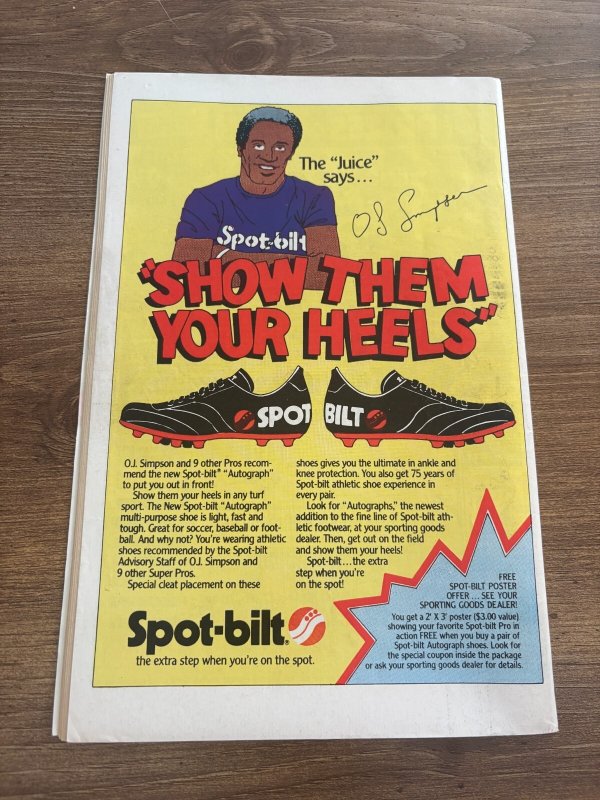 The "Juice"
says...
OJ Simpson
Spot-bilt
"SHOW THEM
YOUR HEELS"
SPOT BILT
O.J. Simpson and 9 other Pros recom-
mend the new Spot-bilt® "Autograph"
to put you out in front!
Show them your heels in any turf
sport. The New Spot-bilt "Autograph"
multi-purpose shoe is light, fast and
tough. Great for soccer, baseball or foot-
ball. And why not? You're wearing athletic
shoes recommended by the Spot-bilt
Advisory Staff of O.J. Simpson and
9 other Super Pros.
Special cleat placement on these
shoes gives you the ultimate in ankle and
knee protection. You also get 75 years of
Spot-bilt athletic shoe experience in
every pair.
Look for "Autographs," the newest
addition to the fine line of Spot-bilt ath-
letic footwear, at your sporting goods
dealer. Then, get out on the field
and show them your heels!
Spot-bilt...the extra
step when you're
on the spot!
Spot-bilt®
the extra step when you're on the spot.
FREE
SPOT-BILT POSTER
OFFER...SEE YOUR
SPORTING GOODS DEALER!
You get a 2' X 3' poster ($3.00 value)
showing your favorite Spot-bilt Pro in
action FREE when you buy a pair of
Spot-bilt Autograph shoes. Look for
the special coupon inside the package
or ask your sporting goods dealer for details.